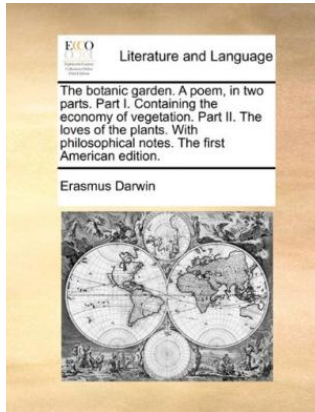 ECCO
Literature and Language
The botanic garden. A poem, in two
parts. Part I. Containing the
economy of vegetation. Part II. The
loves of the plants. With
philosophical notes. The first
American edition.
Erasmus Darwin